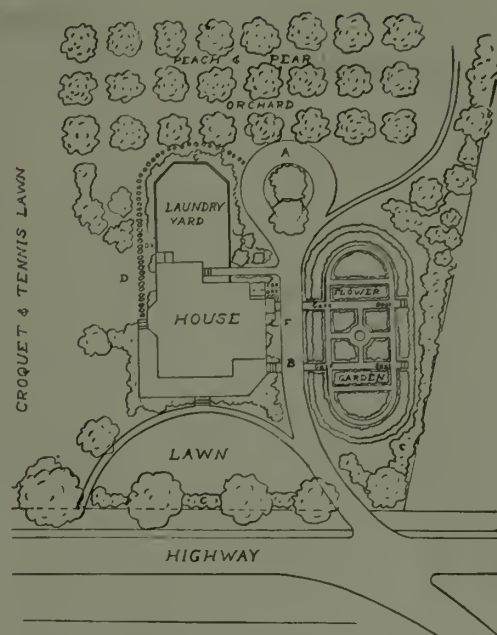 PEACH & PEAR
ORCHARD
A
C
LAUNDRY
YARD
CROQUET & TENNIS LAWN
D
FLOWER
HOUSE
F
B
GARDEN
C
LAWN
C
HIGHWAY